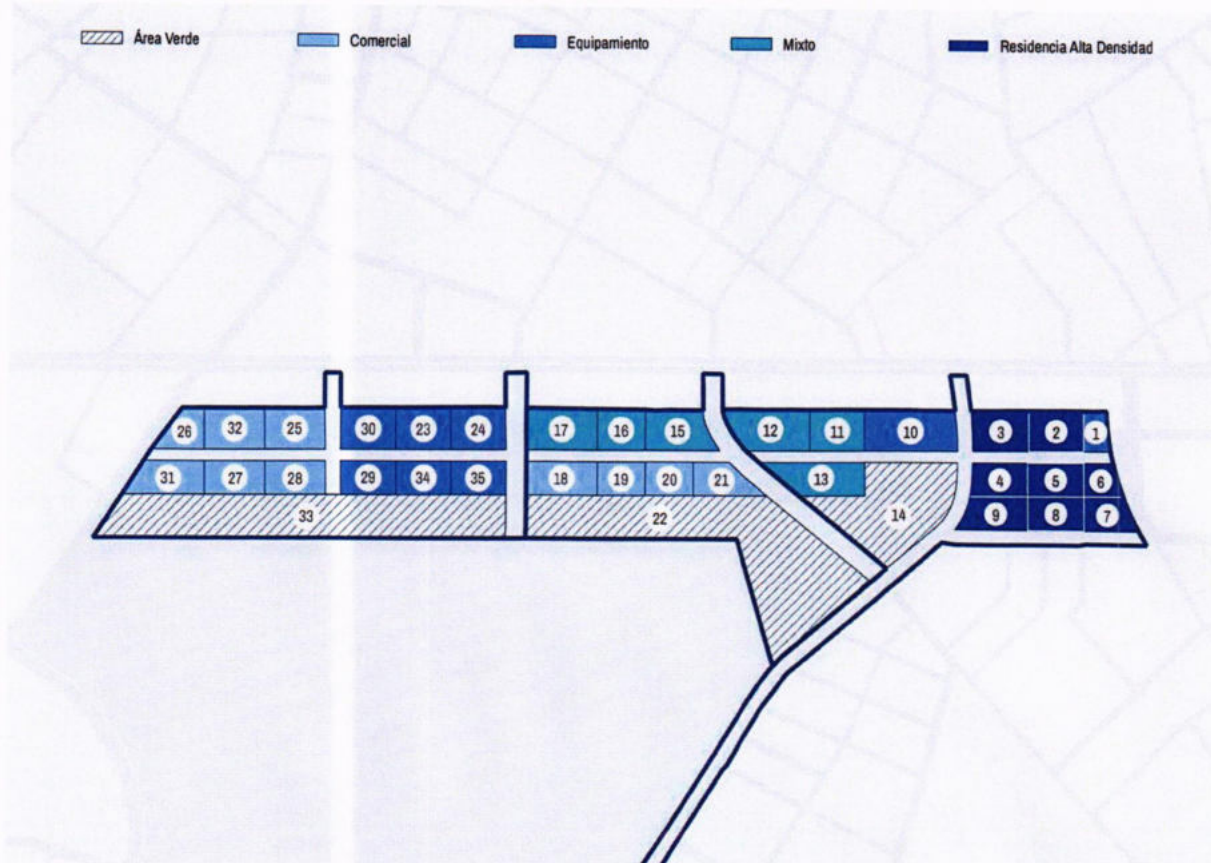 Área Verde Comercial Equipamiento Mixto Residencia Alta Densidad
26 32 25 30 23 24 17 16 15 12 11 10 3 2 1
31 27 28 29 34 35 18 19 20 21 13 4 5 6
33 22 14 9 8 7